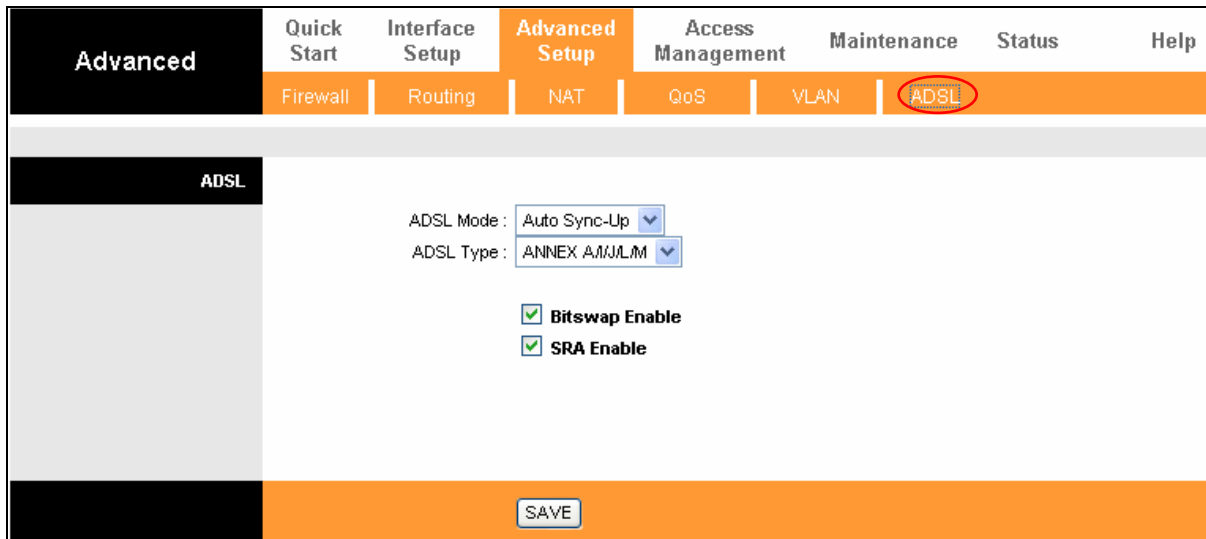 Advanced
Quick Start
Interface Setup
Advanced Setup
Access Management
Maintenance
Status
Help
Firewall
Routing
NAT
QoS
VLAN
ADSL
ADSL
ADSL Mode : Auto Sync-Up
ADSL Type : ANNEX A/I/J/L/M
Bitswap Enable
SRA Enable
SAVE